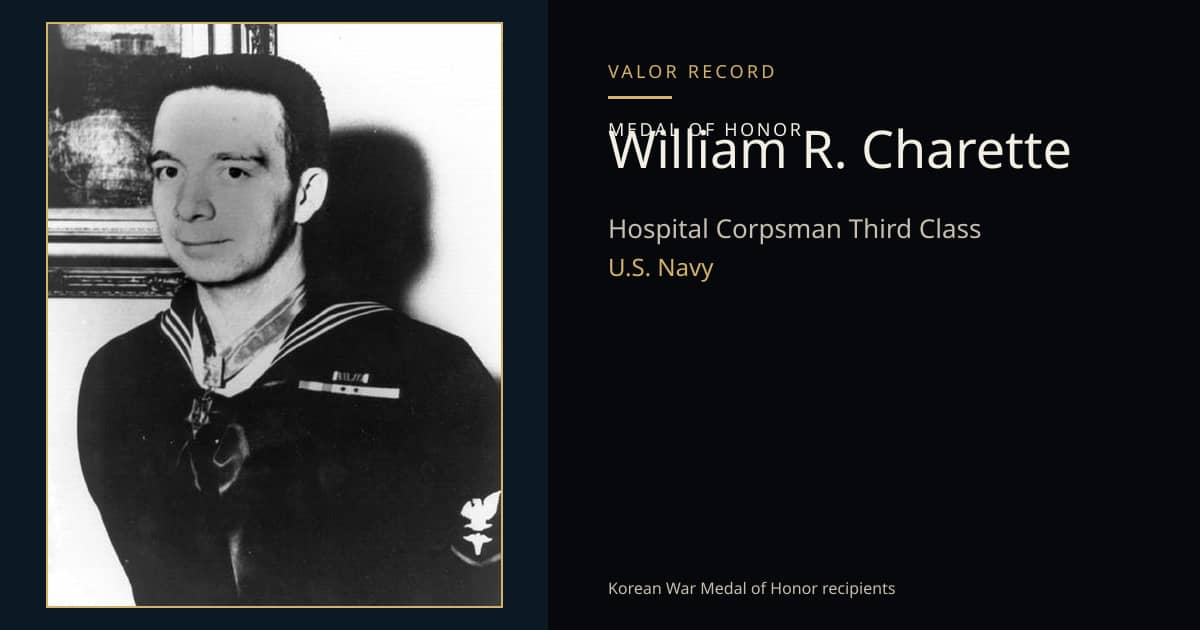 VALOR RECORD
MEDAL OF HONOR
William R. Charette
Hospital Corpsman Third Class
U.S. Navy
Korean War Medal of Honor recipients